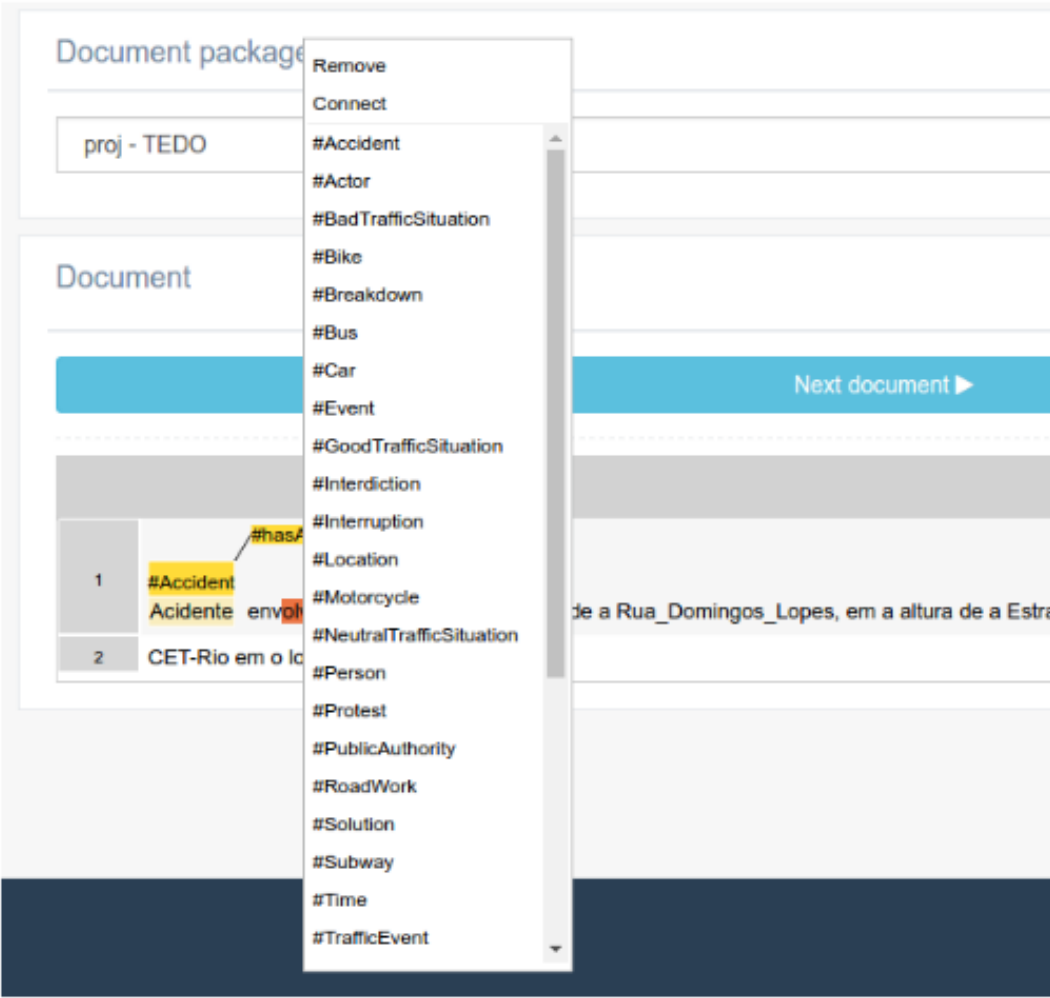 Document package
proj - TEDO
Remove
Connect
#Accident
#Actor
#BadTrafficSituation
#Bike
#Breakdown
#Bus
#Car
#Event
#GoodTrafficSituation
#Interdiction
#Interruption
#Location
#Motorcycle
#NeutralTrafficSituation
#Person
#Protest
#PublicAuthority
#RoadWork
#Solution
#Subway
#Time
#TrafficEvent
Document
Next document
#hasA
1
#Accident
Acidente envol de a Rua_Domingos_Lopes, em a altura de a Estra
2 CET-Rio em o lo